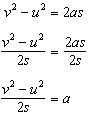 v² − u² = 2as
(v² − u²)/2s = 2as/2s
(v² − u²)/2s = a